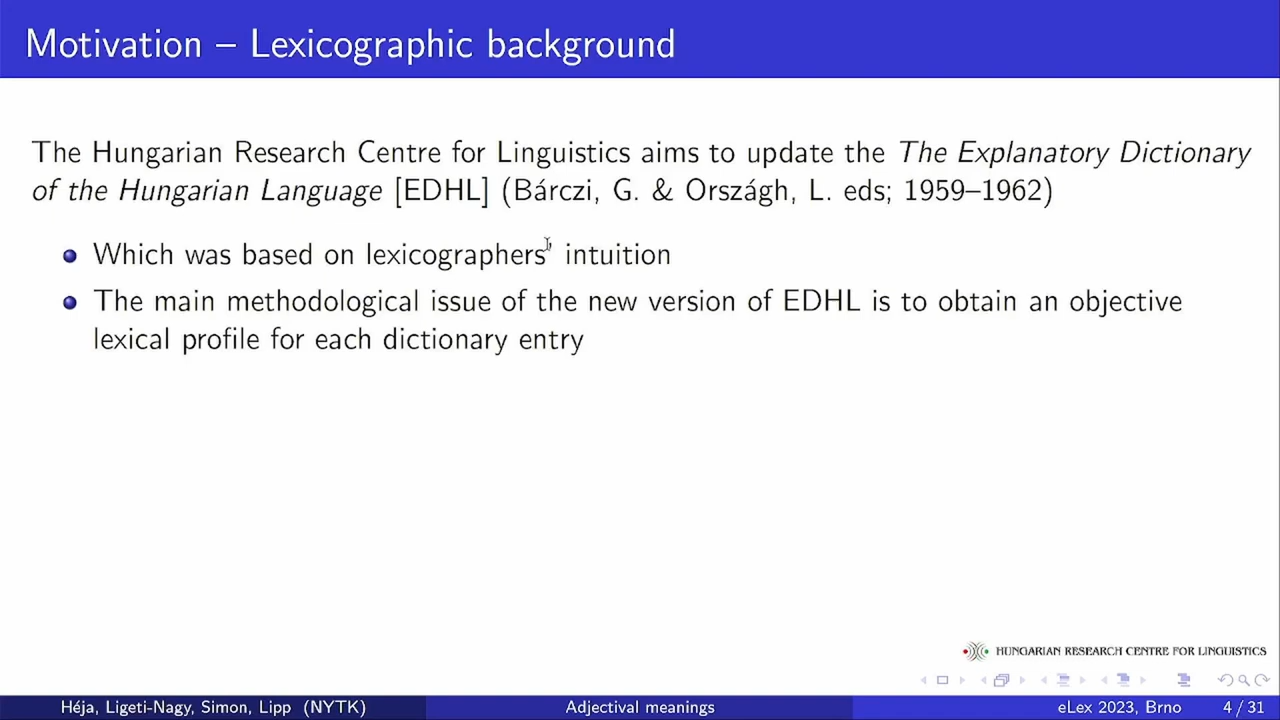 Motivation – Lexicographic background
The Hungarian Research Centre for Linguistics aims to update the The Explanatory Dictionary
of the Hungarian Language [EDHL] (Bárczi, G. & Országh, L. eds; 1959–1962)
Which was based on lexicographers' intuition
The main methodological issue of the new version of EDHL is to obtain an objective
lexical profile for each dictionary entry
HUNGARIAN RESEARCH CENTRE FOR LINGUISTICS
Héja, Ligeti-Nagy, Simon, Lipp (NYTK) Adjectival meanings eLex 2023, Brno 4 / 31